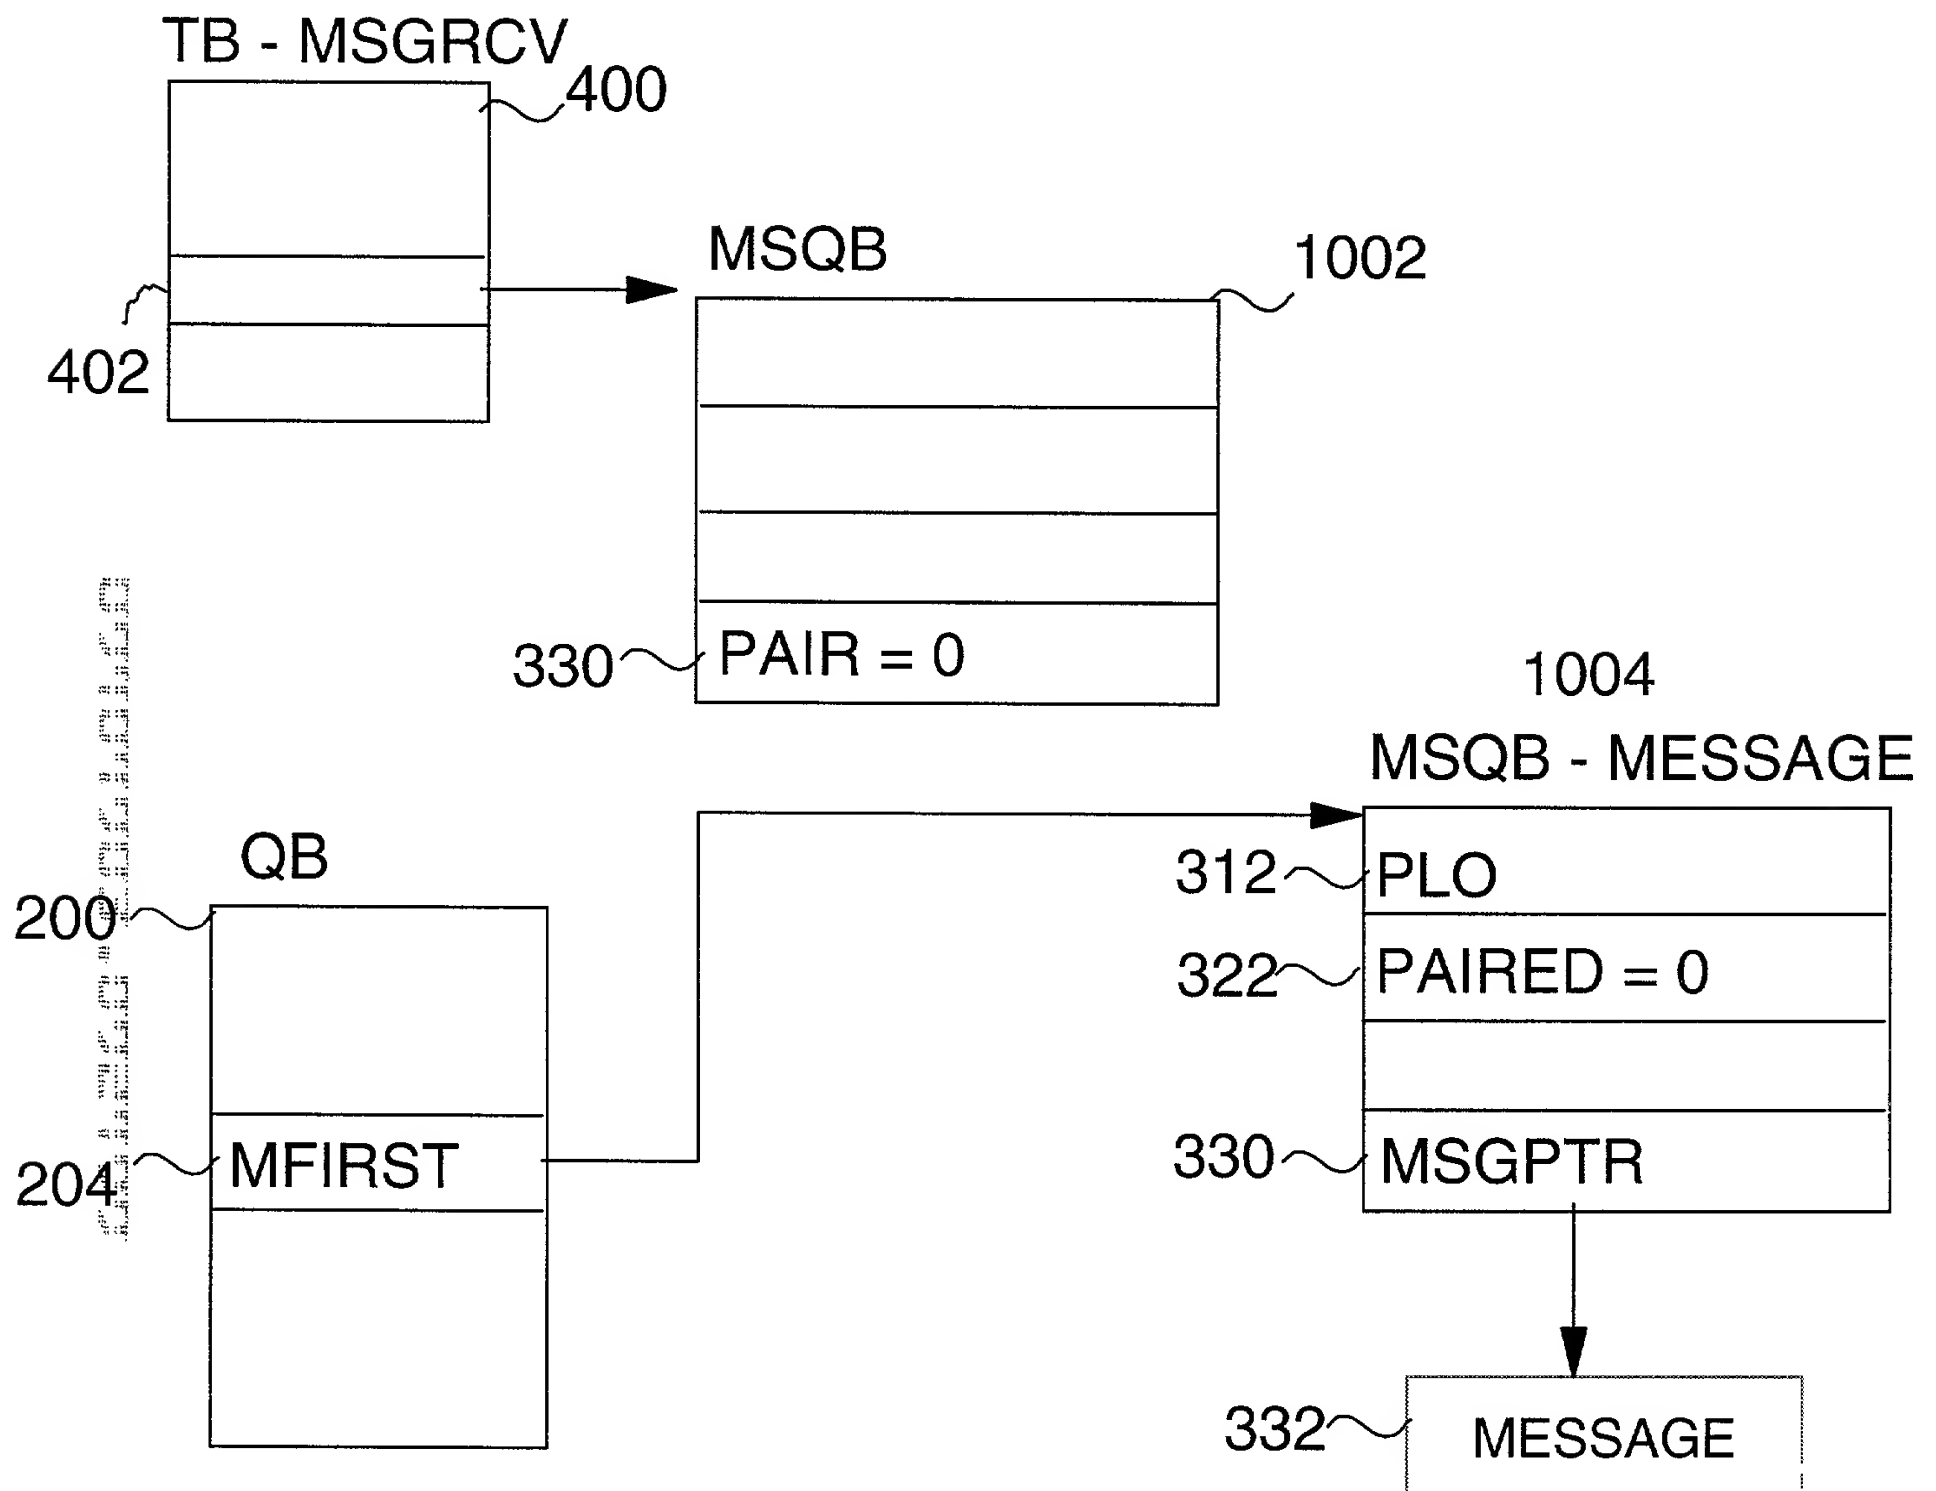 TB - MSGRCV
400
MSQB
1002
402
330
PAIR = 0
1004
MSQB - MESSAGE
QB
312
PLO
200
322
PAIRED = 0
204
MFIRST
330
MSGPTR
332
MESSAGE